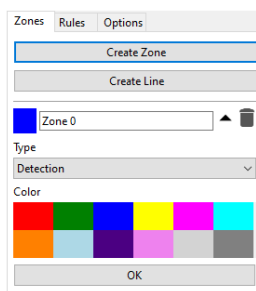 Zones Rules Options
Create Zone
Create Line
Zone 0
Type
Detection
Color
OK